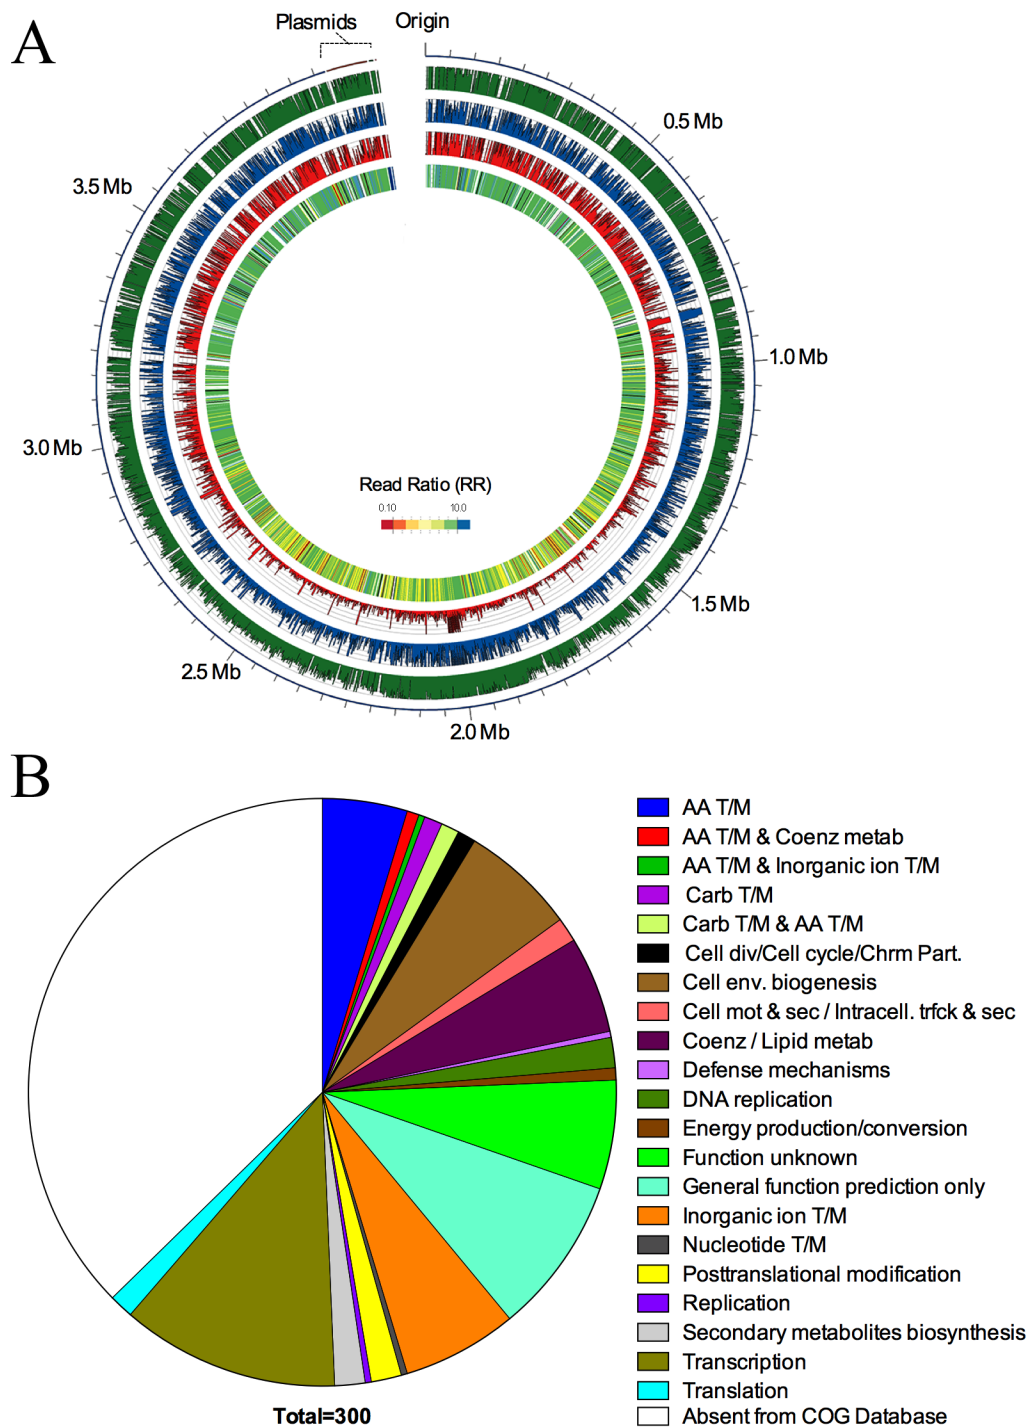 A
Plasmids
Origin
0.5 Mb
3.5 Mb
1.0 Mb
3.0 Mb
Read Ratio (RR)
0.10
10.0
1.5 Mb
2.5 Mb
2.0 Mb
B
AA T/M
AA T/M & Coenz metab
AA T/M & Inorganic ion T/M
Carb T/M
Carb T/M & AA T/M
Cell div/Cell cycle/Chrm Part.
Cell env. biogenesis
Cell mot & sec / Intracell. trfck & sec
Coenz / Lipid metab
Defense mechanisms
DNA replication
Energy production/conversion
Function unknown
General function prediction only
Inorganic ion T/M
Nucleotide T/M
Posttranslational modification
Replication
Secondary metabolites biosynthesis
Transcription
Translation
Absent from COG Database
Total=300